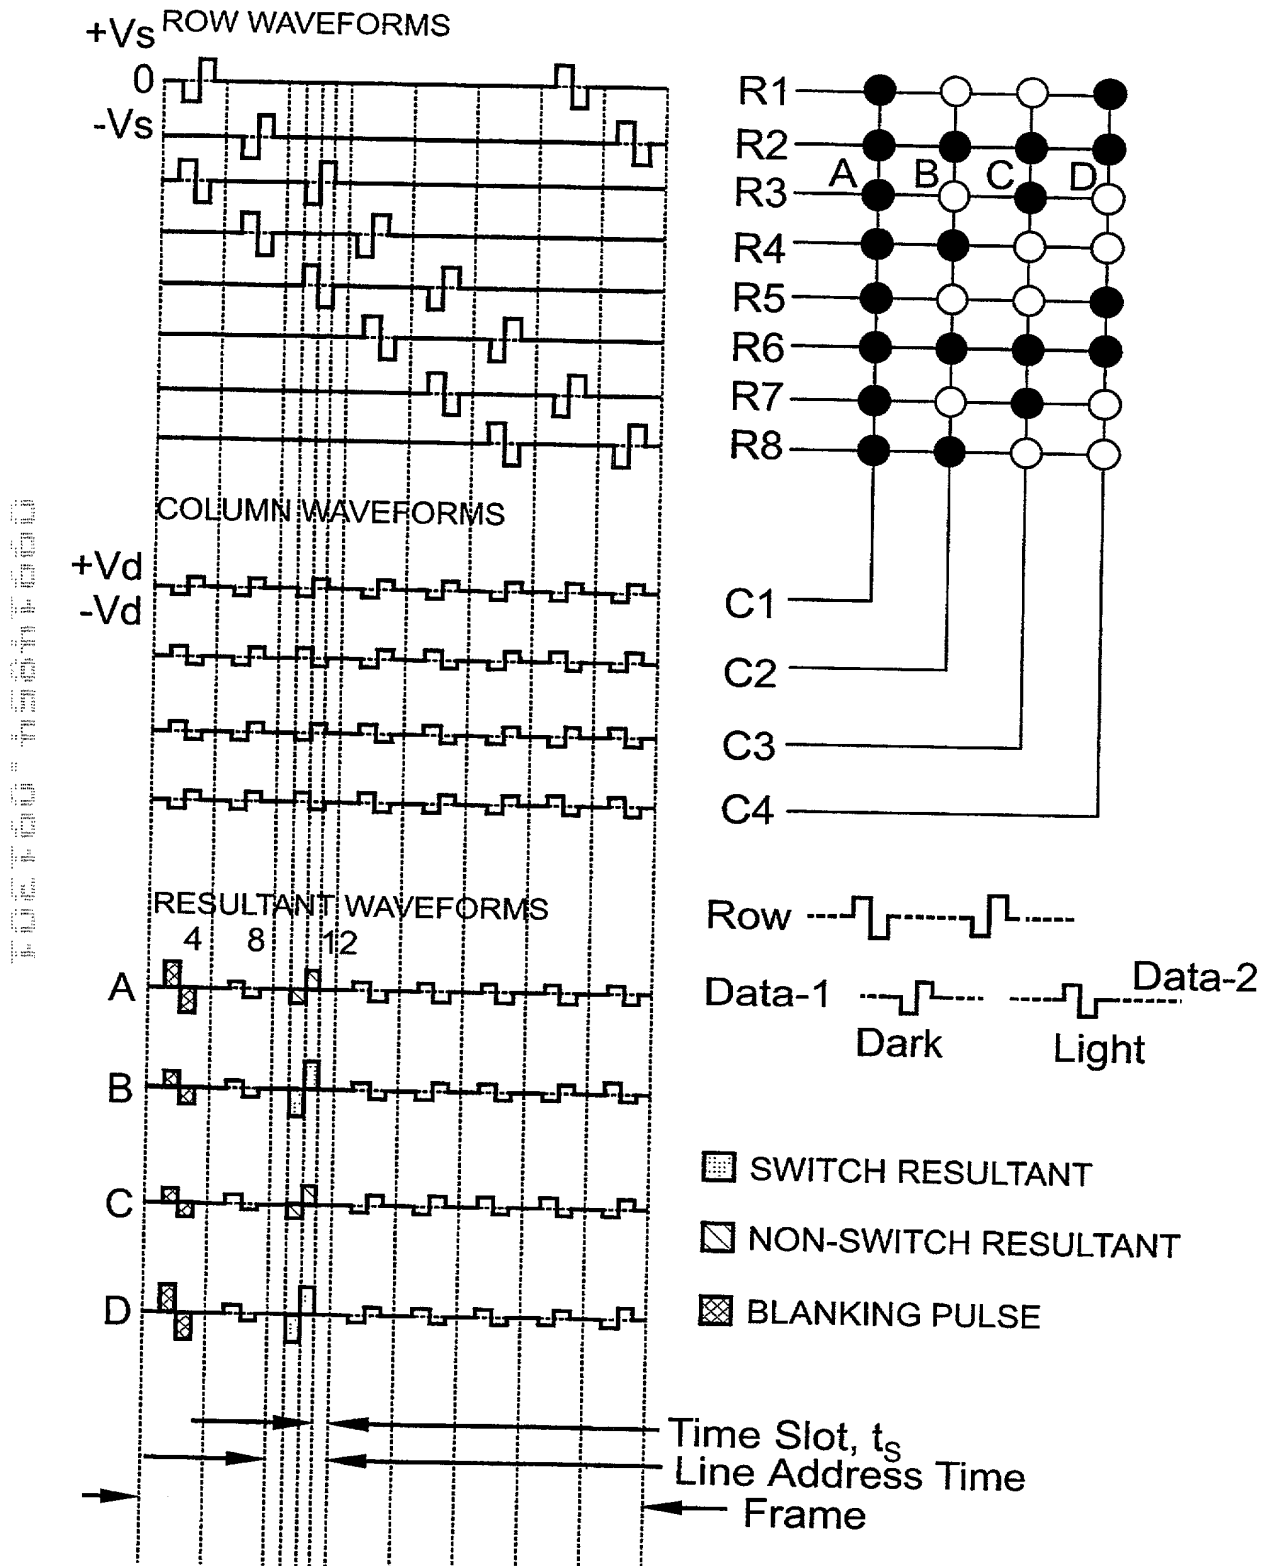 ROW WAVEFORMS
+Vs
0
-Vs
R1
R2
A B C D
R3
R4
R5
R6
R7
R8
COLUMN WAVEFORMS
+Vd
-Vd
C1
C2
C3
C4
RESULTANT WAVEFORMS
4 8 12
A
B
C
D
Row
Data-1 Data-2
Dark Light
SWITCH RESULTANT
NON-SWITCH RESULTANT
BLANKING PULSE
Time Slot, tS
Line Address Time
Frame